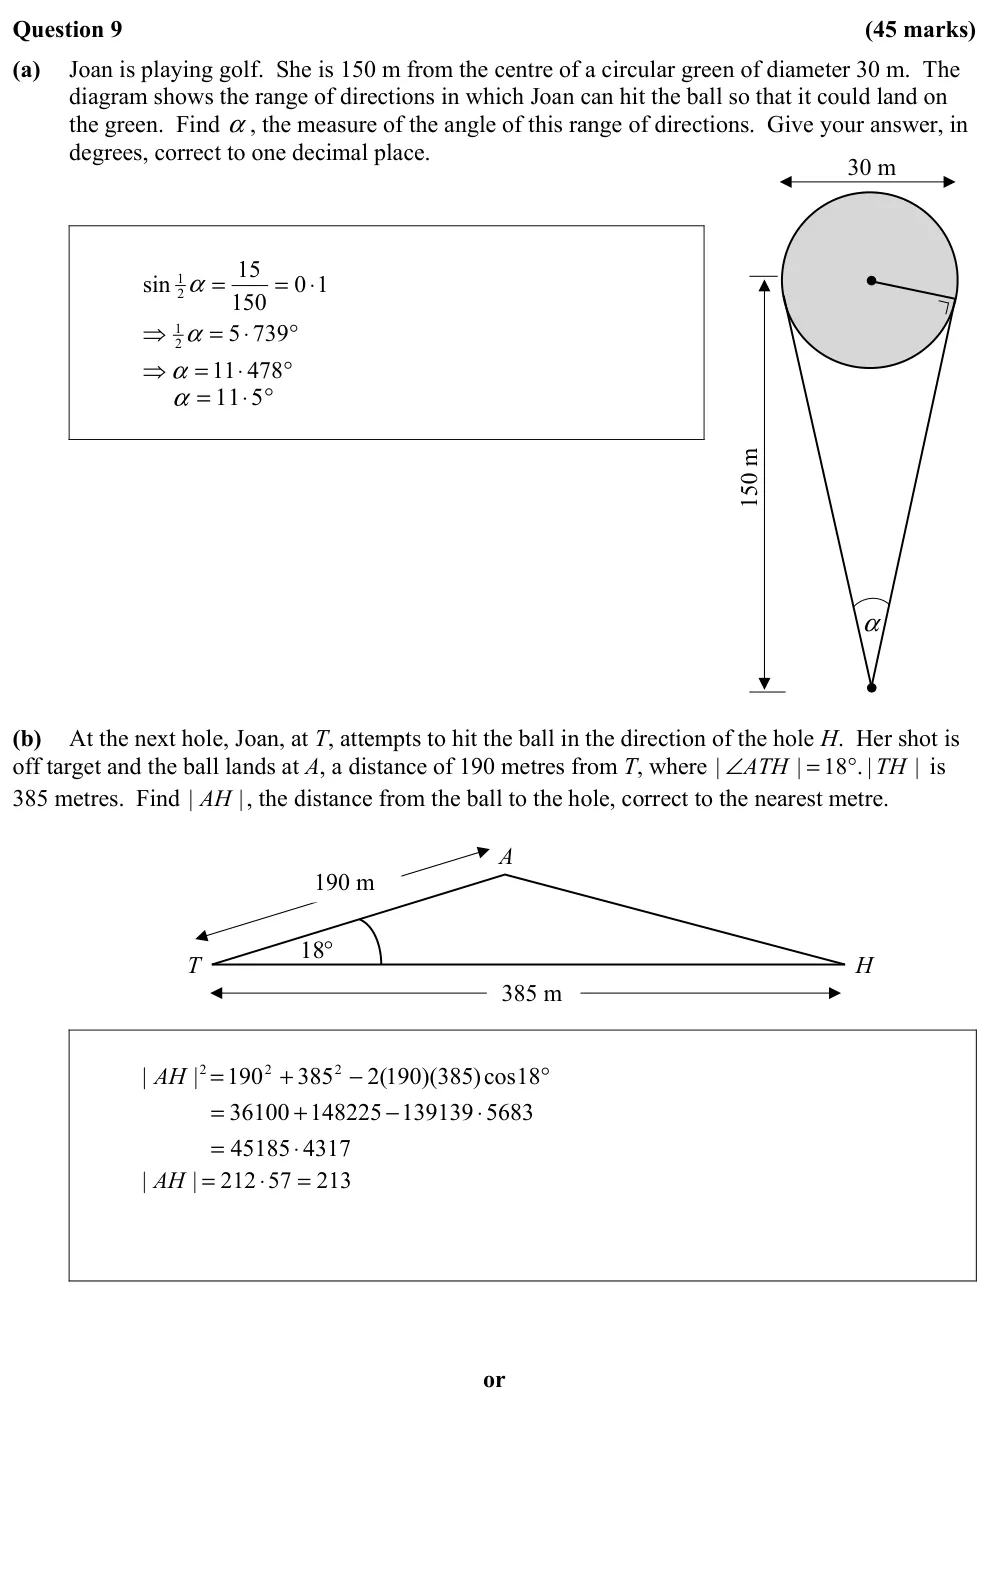 Question 9 (45 marks)
(a) Joan is playing golf. She is 150 m from the centre of a circular green of diameter 30 m. The
diagram shows the range of directions in which Joan can hit the ball so that it could land on
the green. Find α, the measure of the angle of this range of directions. Give your answer, in
degrees, correct to one decimal place.
30 m
sin ½α = 15/150 = 0·1
⇒ ½α = 5·739°
⇒ α = 11·478°
α = 11·5°
150 m
α
(b) At the next hole, Joan, at T, attempts to hit the ball in the direction of the hole H. Her shot is
off target and the ball lands at A, a distance of 190 metres from T, where |∠ATH| = 18°. |TH| is
385 metres. Find |AH|, the distance from the ball to the hole, correct to the nearest metre.
A
190 m
18°
T H
385 m
|AH|² = 190² + 385² − 2(190)(385)cos18°
= 36100 + 148225 − 139139·5683
= 45185·4317
|AH| = 212·57 = 213
or